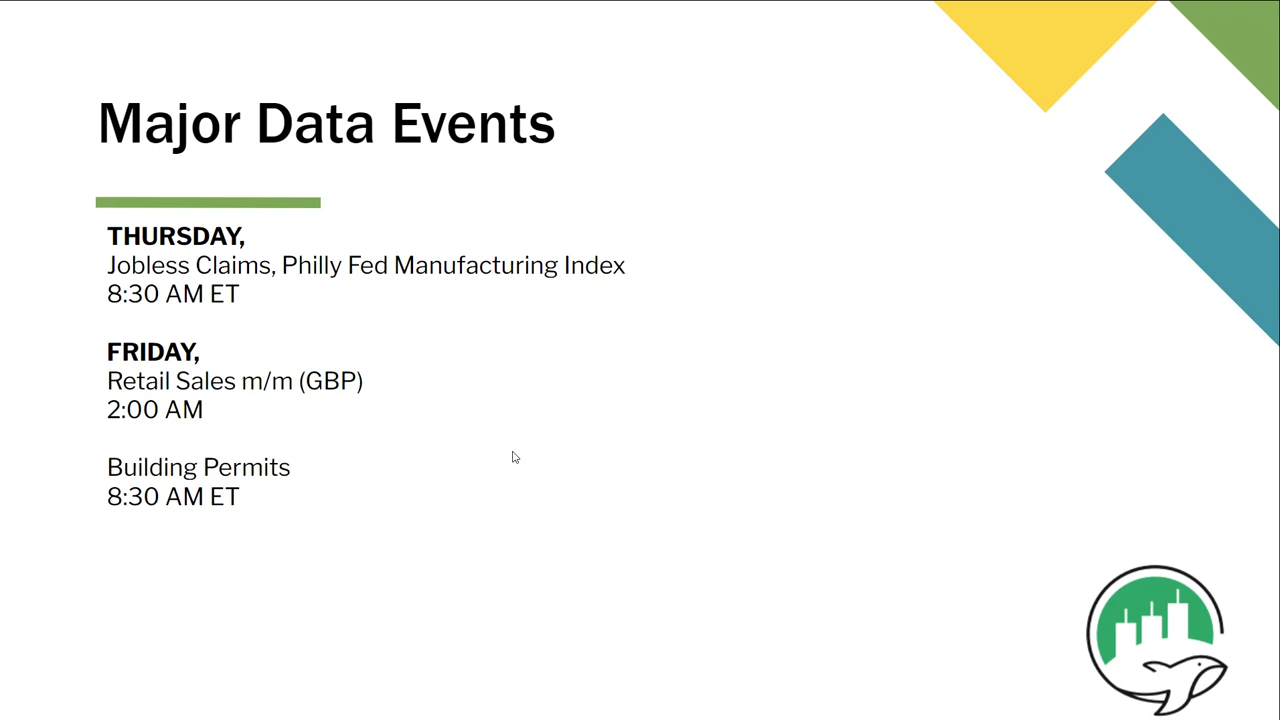 Major Data Events
THURSDAY,
Jobless Claims, Philly Fed Manufacturing Index
8:30 AM ET
FRIDAY,
Retail Sales m/m (GBP)
2:00 AM
Building Permits
8:30 AM ET